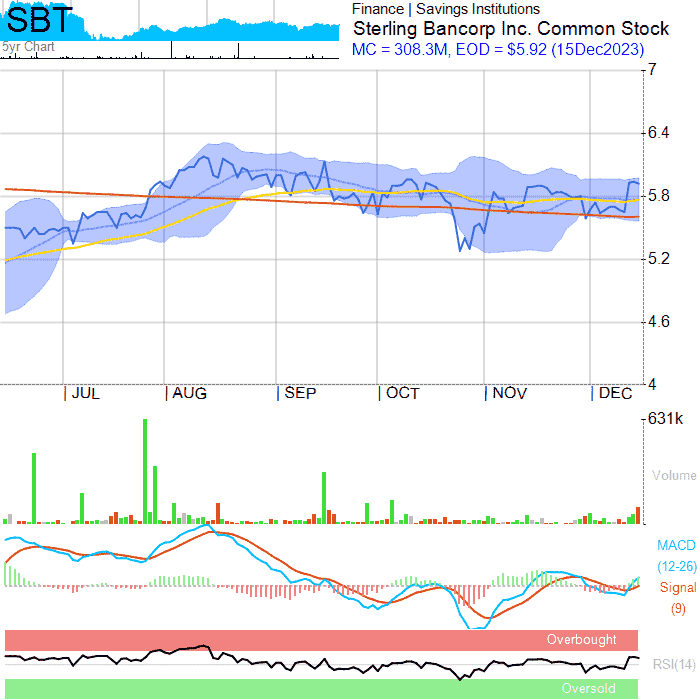 SBT
5yr Chart
Finance | Savings Institutions
Sterling Bancorp Inc. Common Stock
MC = 308.3M, EOD = $5.92 (15Dec2023)
7
6.4
5.8
5.2
4.6
4
JUL
AUG
SEP
OCT
NOV
DEC
631k
Volume
MACD
(12-26)
Signal
(9)
Overbought
RSI(14)
Oversold